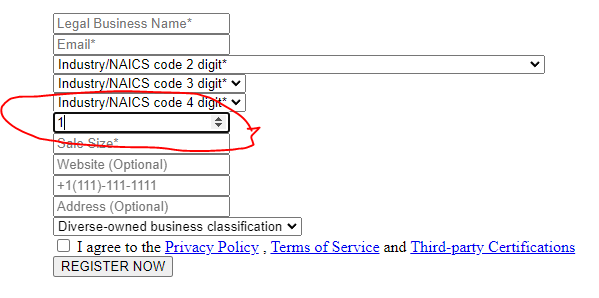 Legal Business Name*
Email*
Industry/NAICS code 2 digit*
Industry/NAICS code 3 digit*
Industry/NAICS code 4 digit*
1
Sale Size*
Website (Optional)
+1(111)-111-1111
Address (Optional)
Diverse-owned business classification
I agree to the Privacy Policy , Terms of Service and Third-party Certifications
REGISTER NOW